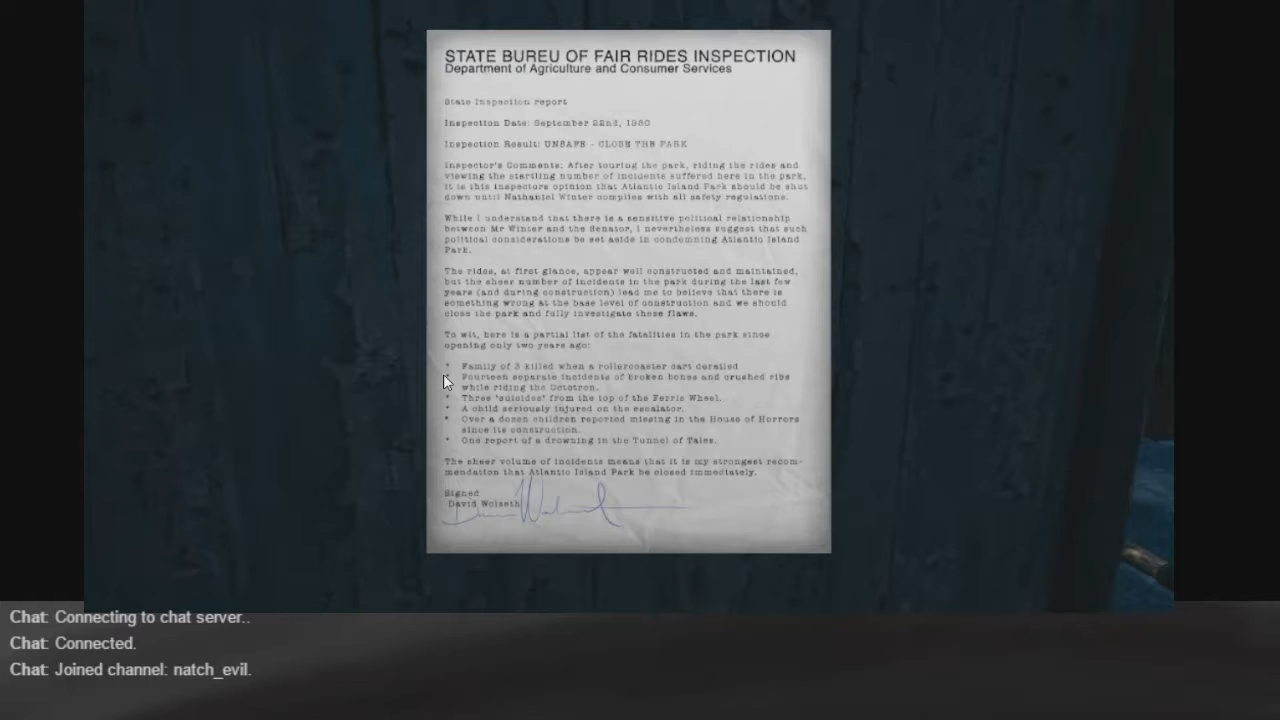 STATE BUREU OF FAIR RIDES INSPECTION
Department of Agriculture and Consumer Services
State Inspection report
Inspection Date: September 22nd, 1980
Inspection Result: UNSAFE - CLOSE THE PARK
Inspector's Comments: After touring the park, riding the rides and
viewing the startling number of incidents suffered here in the park,
it is this inspectors opinion that Atlantic Island Park should be shut
down until Nathaniel Winter complies with all safety regulations.
While I understand that there is a sensitive political relationship
between Mr Winter and the Senator, I nevertheless suggest that such
political considerations be set aside in condemning Atlantic Island
Park.
The rides, at first glance, appear well constructed and maintained,
but the sheer number of incidents in the park during the last few
years (and during construction) lead me to believe that there is
something wrong at the base level of construction and we should
close the park and fully investigate these flaws.
To wit, here is a partial list of the fatalities in the park since
opening only two years ago:
* Family of 3 killed when a rollercoaster cart derailed
* Fourteen separate incidents of broken bones and crushed ribs
while riding the Octotron.
* Three 'suicides' from the top of the Ferris Wheel.
* A child seriously injured on the escalator.
* Over a dozen children reported missing in the House of Horrors
since its construction.
* One report of a drowning in the Tunnel of Tales.
The sheer volume of incidents means that it is my strongest recom-
mendation that Atlantic Island Park be closed immediately.
Signed
David Wolseth
Chat: Connecting to chat server..
Chat: Connected.
Chat: Joined channel: natch_evil.